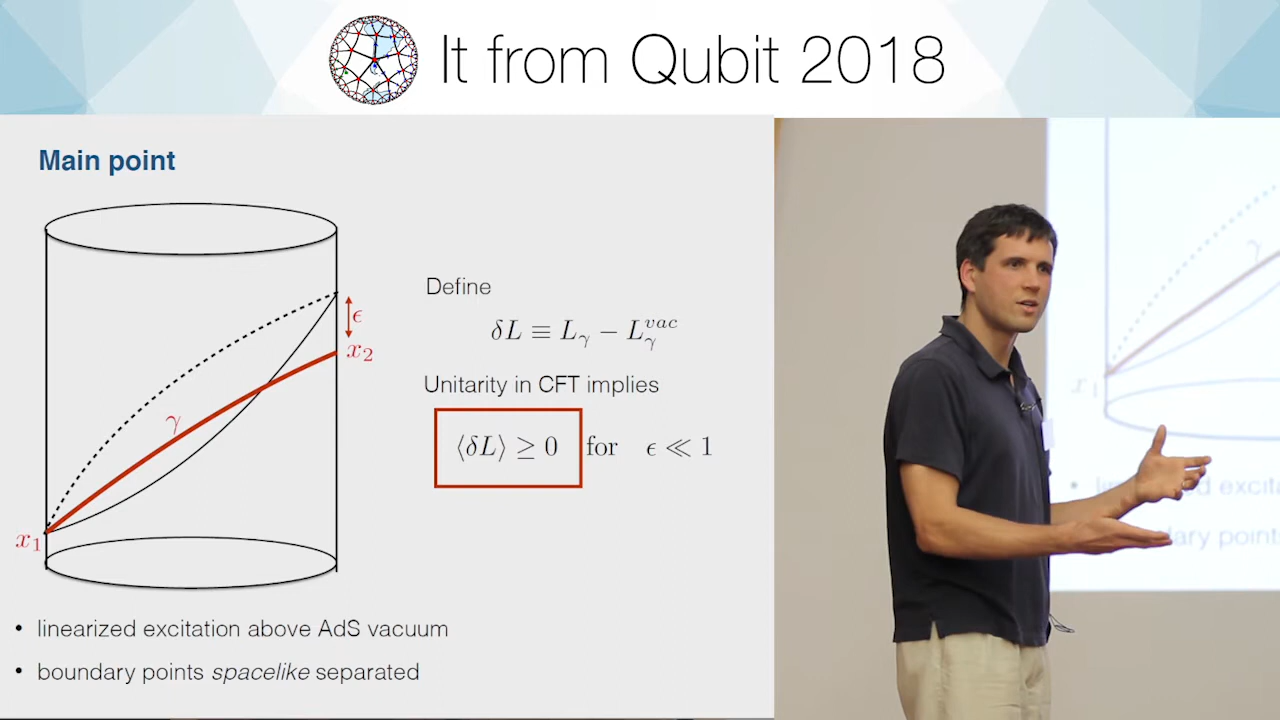 It from Qubit 2018
Main point
ϵ
x₂
γ
x₁
Define
δL ≡ L_γ − L_γ^{vac}
Unitarity in CFT implies
⟨δL⟩ ≥ 0 for ϵ ≪ 1
• linearized excitation above AdS vacuum
• boundary points spacelike separated
γ
x₁